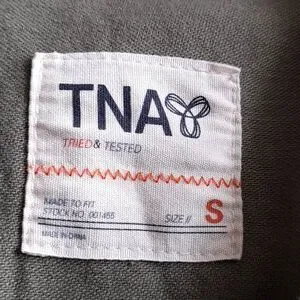 TNA
TRIED & TESTED
MADE TO FIT
STOCK NO. 001455
SIZE // S
MADE IN CHINA